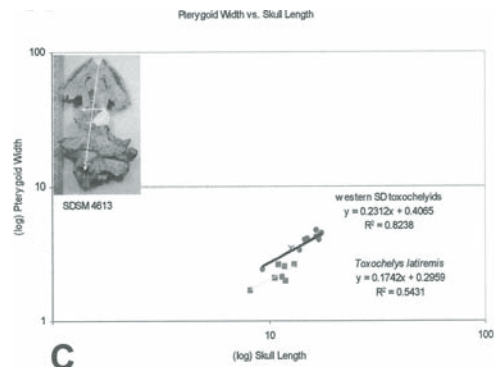 Pterygoid Width vs. Skull Length
100
10
1
(log) Pterygoid Width
SDSM 4613
western SD toxochelyids
y = 0.2312x + 0.4065
R² = 0.8238
Toxochelys latiremis
y = 0.1742x + 0.2959
R² = 0.5431
10
100
(log) Skull Length
C